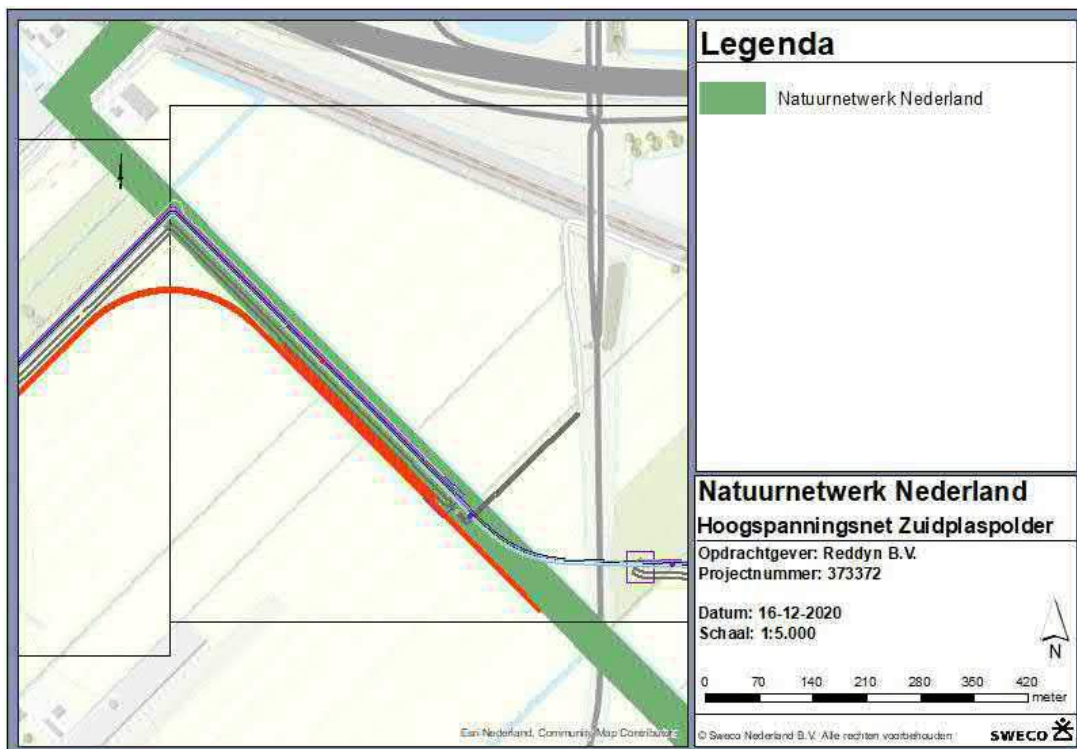 Legenda
Natuurnetwerk Nederland
Natuurnetwerk Nederland
Hoogspanningsnet Zuidplaspolder
Opdrachtgever: Reddyn B.V.
Projectnummer: 373372
Datum: 16-12-2020
Schaal: 1:5.000
N
0 70 140 210 280 350 420
meter
Esri Nederland, Community Map Contributors
© Sweco Nederland B.V. Alle rechten voorbehouden
SWECO